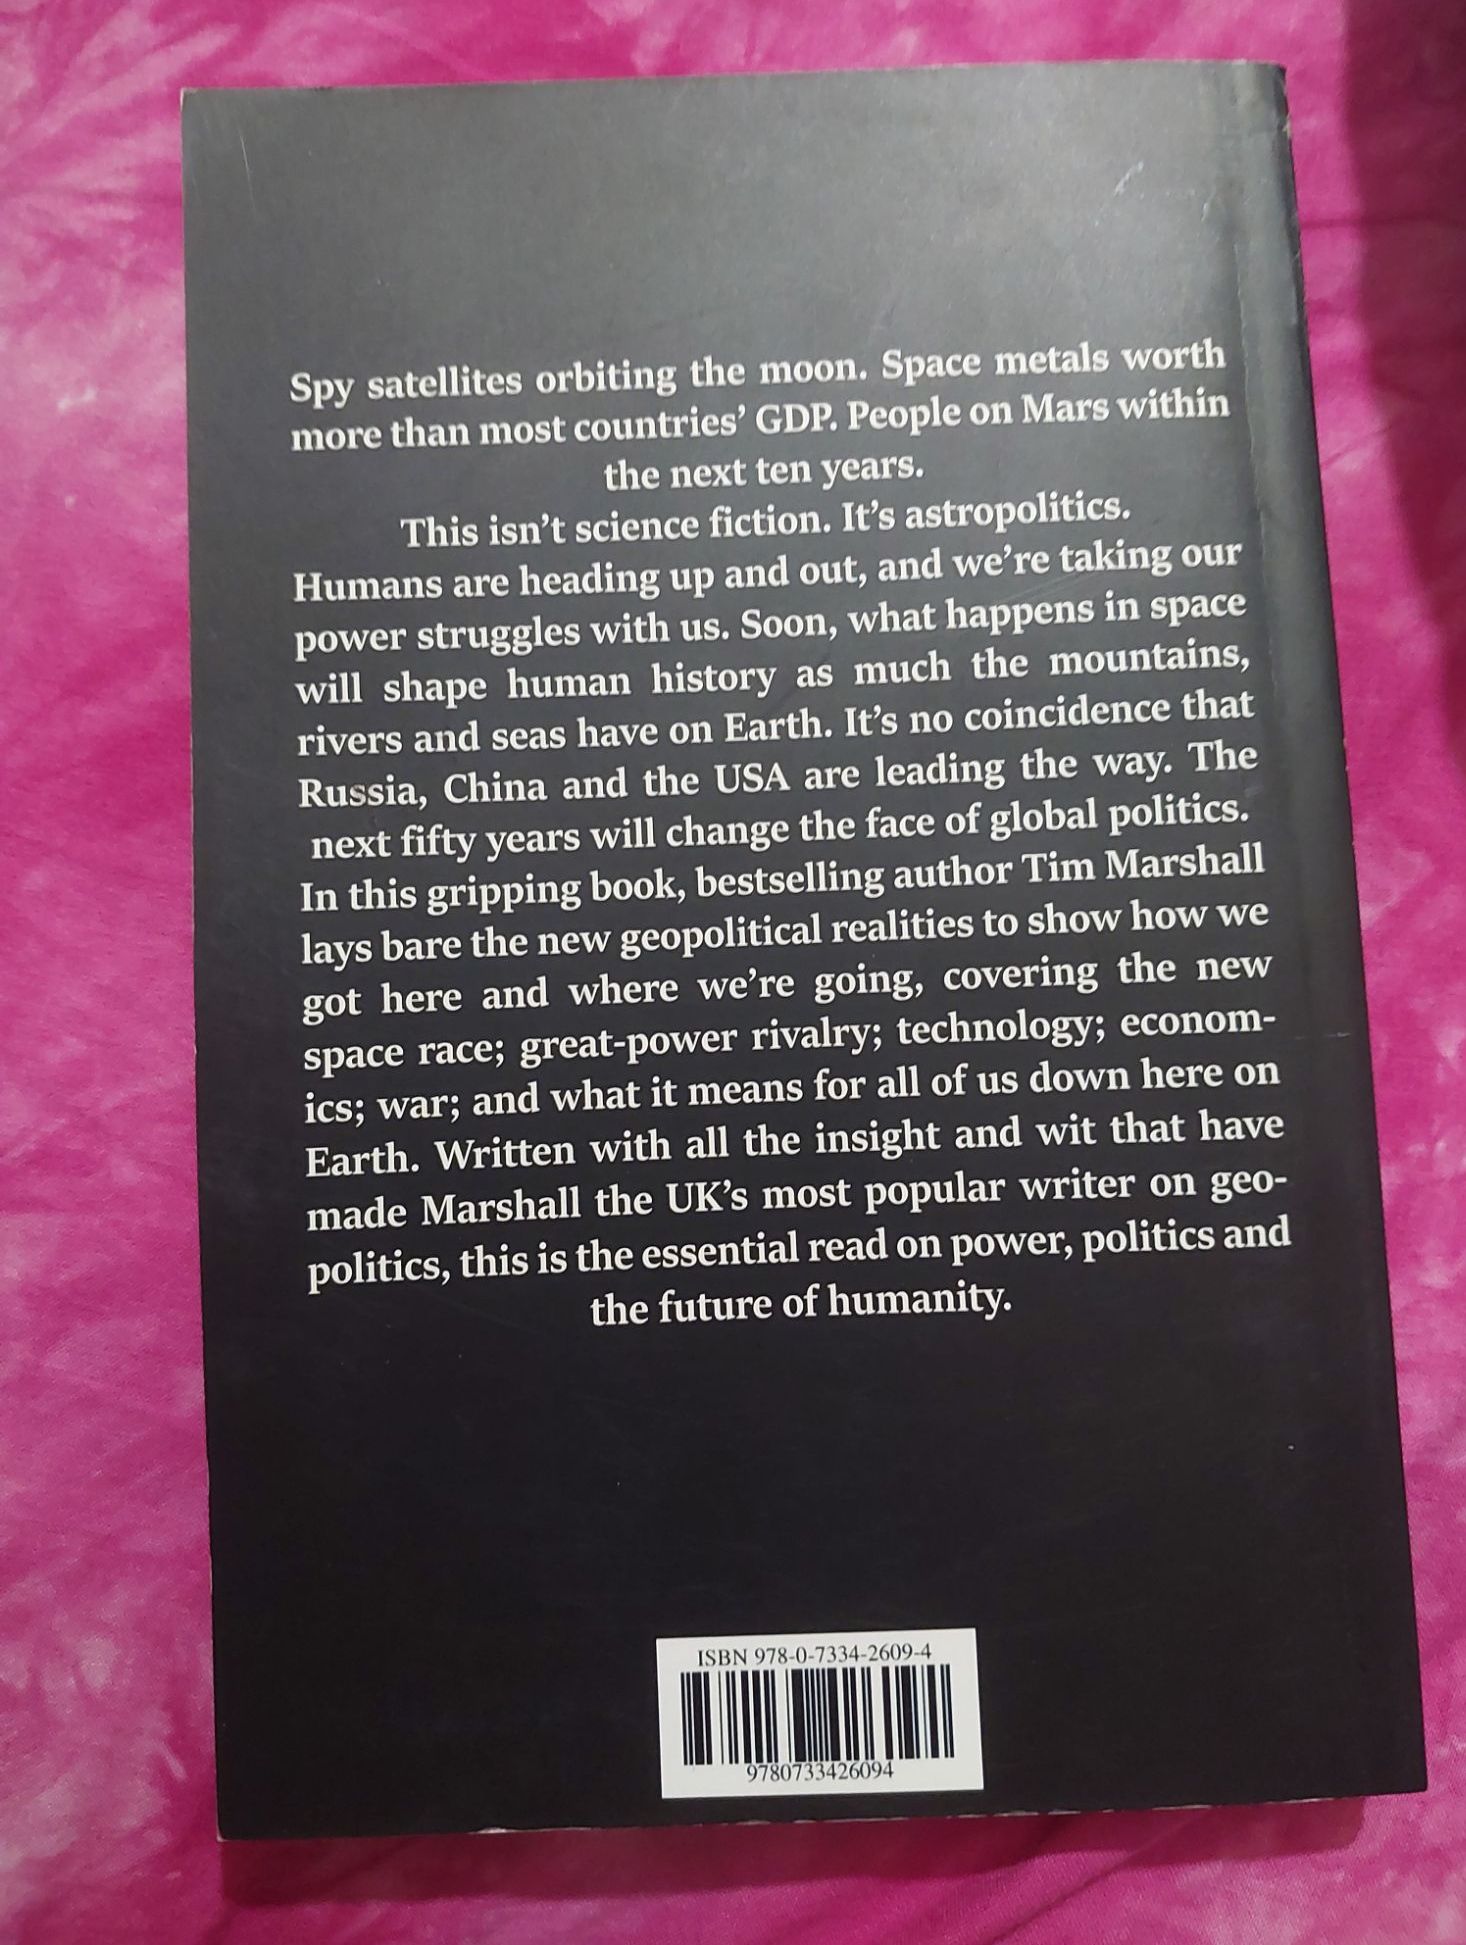 Spy satellites orbiting the moon. Space metals worth
more than most countries’ GDP. People on Mars within
the next ten years.
This isn’t science fiction. It’s astropolitics.
Humans are heading up and out, and we’re taking our
power struggles with us. Soon, what happens in space
will shape human history as much the mountains,
rivers and seas have on Earth. It’s no coincidence that
Russia, China and the USA are leading the way. The
next fifty years will change the face of global politics.
In this gripping book, bestselling author Tim Marshall
lays bare the new geopolitical realities to show how we
got here and where we’re going, covering the new
space race; great-power rivalry; technology; econom-
ics; war; and what it means for all of us down here on
Earth. Written with all the insight and wit that have
made Marshall the UK’s most popular writer on geo-
politics, this is the essential read on power, politics and
the future of humanity.
ISBN 978-0-7334-2609-4
9780733426094